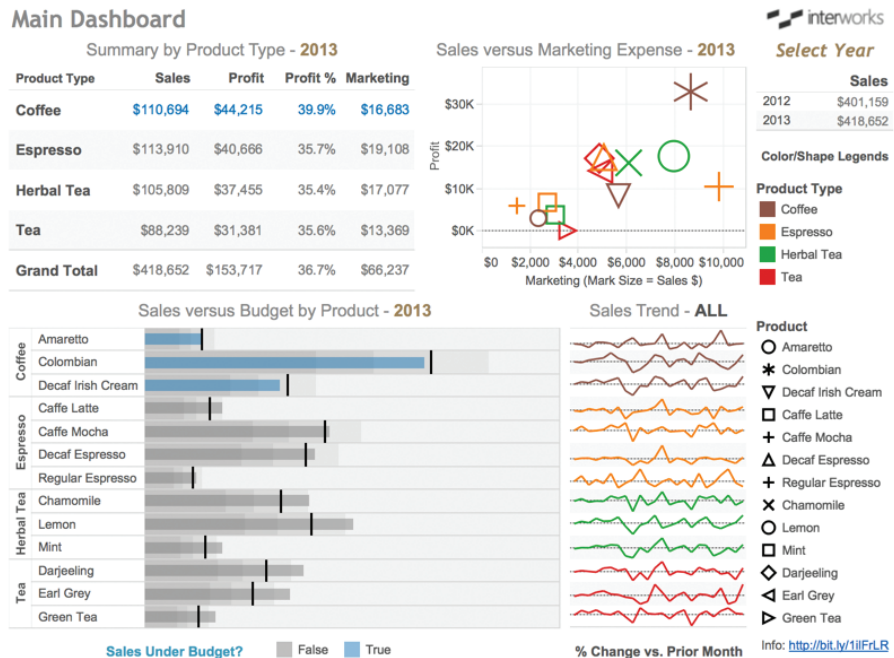 Main Dashboard
interworks
Summary by Product Type - 2013
Product Type Sales Profit Profit % Marketing
Coffee $110,694 $44,215 39.9% $16,683
Espresso $113,910 $40,666 35.7% $19,108
Herbal Tea $105,809 $37,455 35.4% $17,077
Tea $88,239 $31,381 35.6% $13,369
Grand Total $418,652 $153,717 36.7% $66,237
Sales versus Marketing Expense - 2013
Profit
$30K
$20K
$10K
$0K
$0 $2,000 $4,000 $6,000 $8,000 $10,000
Marketing (Mark Size = Sales $)
Select Year
Sales
2012 $401,159
2013 $418,652
Color/Shape Legends
Product Type
Coffee
Espresso
Herbal Tea
Tea
Sales versus Budget by Product - 2013
Coffee
Amaretto
Colombian
Decaf Irish Cream
Espresso
Caffe Latte
Caffe Mocha
Decaf Espresso
Regular Espresso
Herbal Tea
Chamomile
Lemon
Mint
Tea
Darjeeling
Earl Grey
Green Tea
Sales Under Budget? False True
Sales Trend - ALL
% Change vs. Prior Month
Product
Amaretto
Colombian
Decaf Irish Cream
Caffe Latte
Caffe Mocha
Decaf Espresso
Regular Espresso
Chamomile
Lemon
Mint
Darjeeling
Earl Grey
Green Tea
Info: http://bit.ly/1iIFrLR